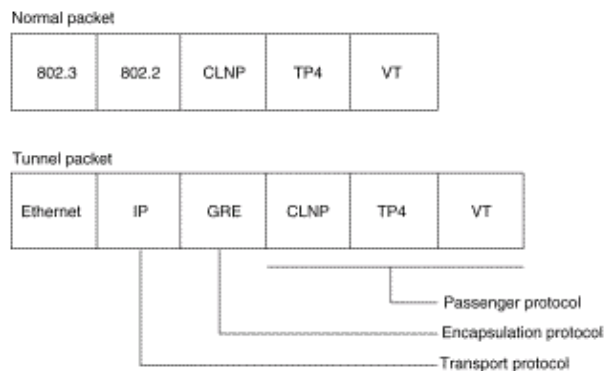 Normal packet
802.3 802.2 CLNP TP4 VT
Tunnel packet
Ethernet IP GRE CLNP TP4 VT
Passenger protocol
Encapsulation protocol
Transport protocol